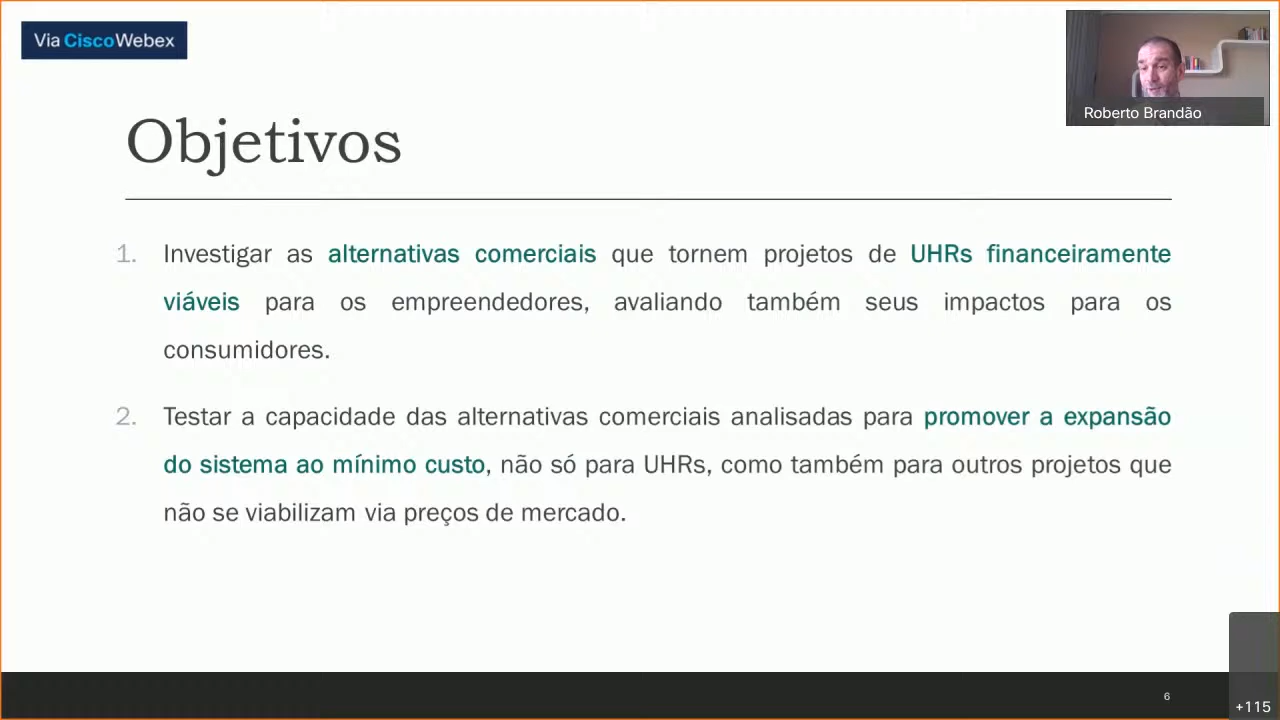 Via CiscoWebex
Roberto Brandão
Objetivos
1. Investigar as alternativas comerciais que tornem projetos de UHRs financeiramente
viáveis para os empreendedores, avaliando também seus impactos para os
consumidores.
2. Testar a capacidade das alternativas comerciais analisadas para promover a expansão
do sistema ao mínimo custo, não só para UHRs, como também para outros projetos que
não se viabilizam via preços de mercado.
6
+115